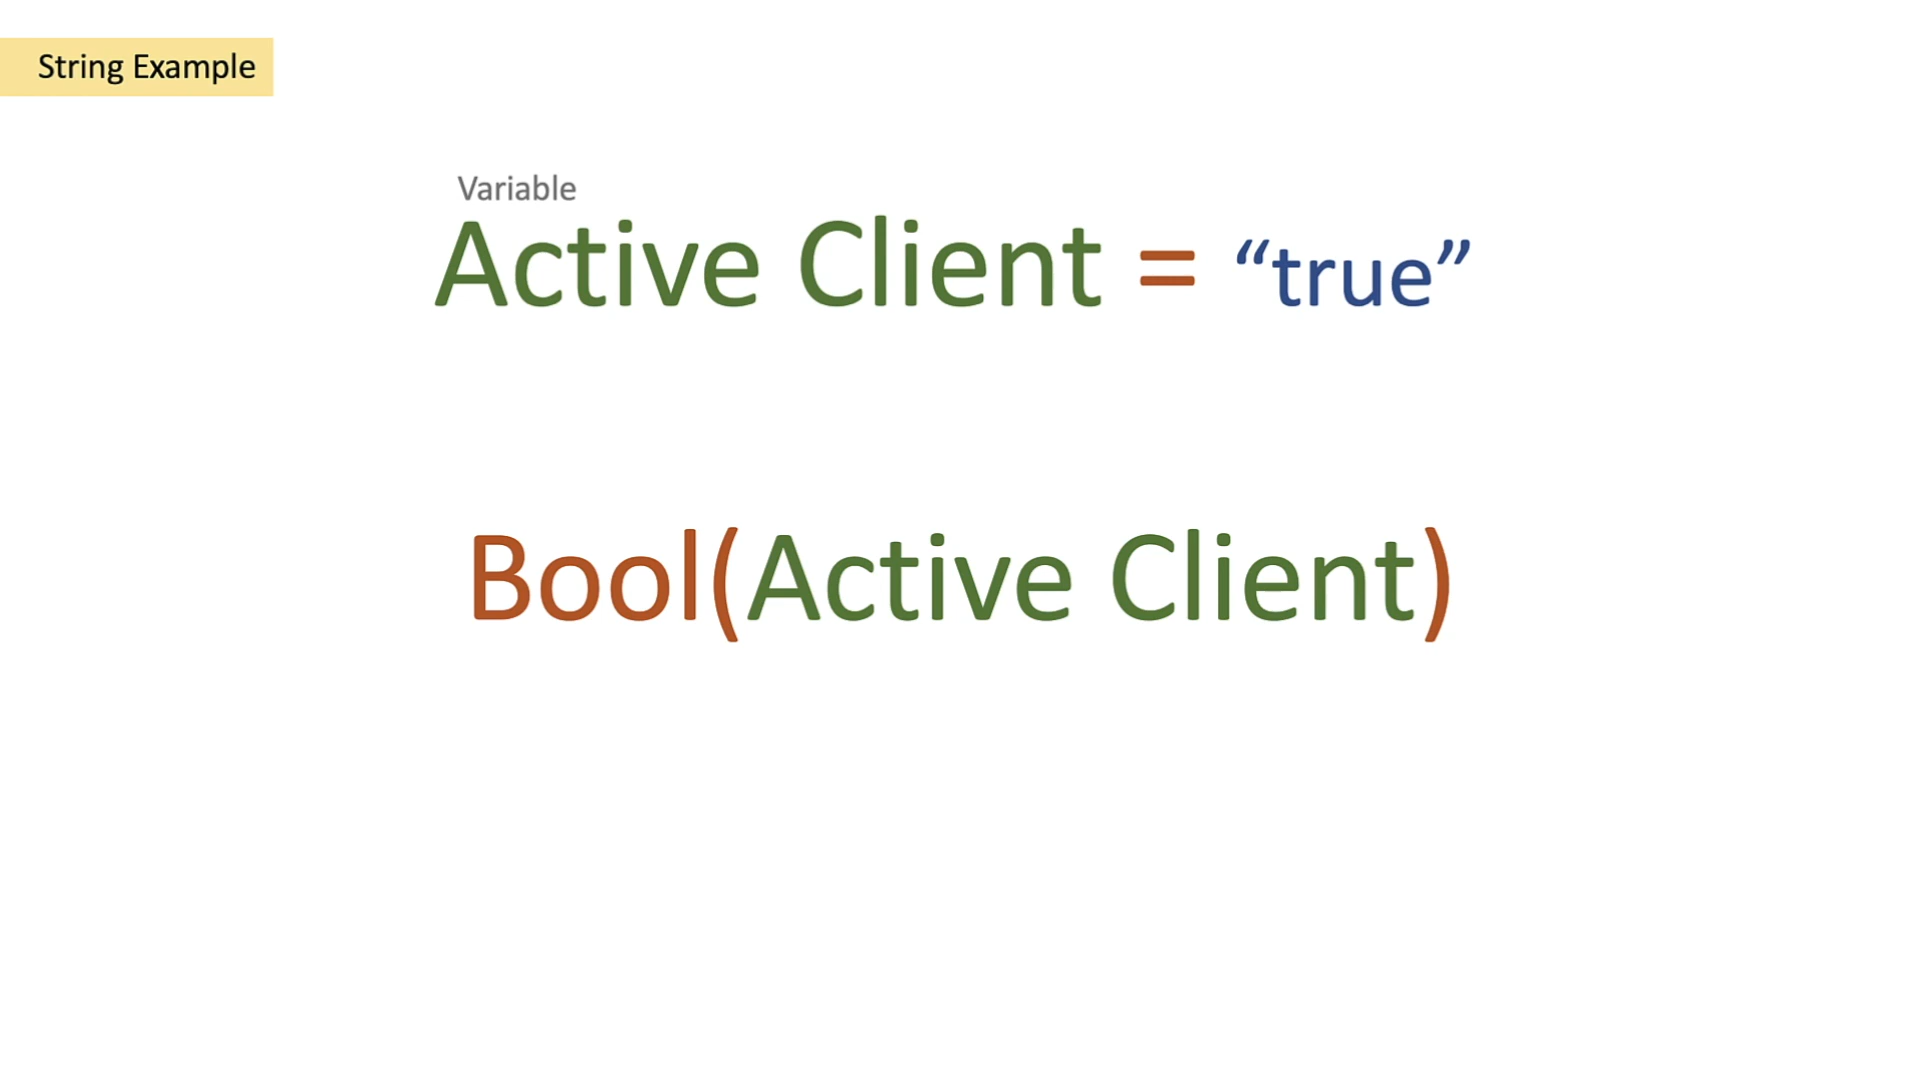 String Example
Variable
Active Client = “true”
Bool(Active Client)